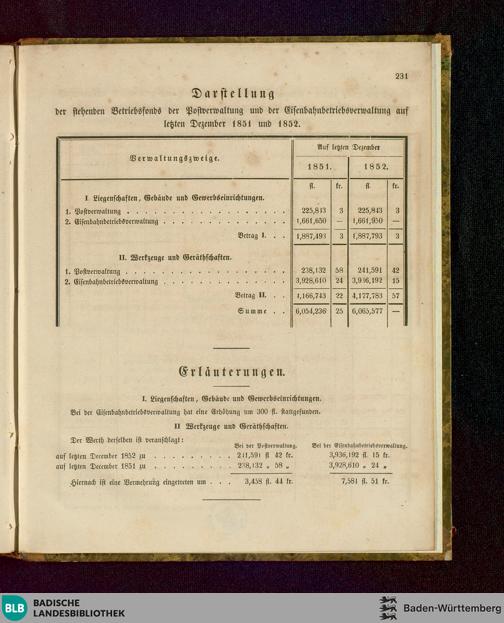 231
Darstellung
der stehenden Betriebsfonds der Postverwaltung und der Eisenbahnbetriebsverwaltung auf
letzten Dezember 1851 und 1852.
Verwaltungszweige.
Auf letzten Dezember
1851. 1852.
fl. kr. fl. kr.
I Liegenschaften, Gebäude und Gewerbseinrichtungen.
1. Postverwaltung . . . . . . . . . . . . . . . . 225,843 3 225,843 3
2. Eisenbahnbetriebsverwaltung . . . . . . . . . . . . 1,661,650 — 1,661,950 —
Betrag I. . . 1,887,493 3 1,887,793 3
II. Werkzeuge und Geräthschaften.
1. Postverwaltung . . . . . . . . . . . . . . . . 238,132 58 241,591 42
2. Eisenbahnbetriebsverwaltung . . . . . . . . . . . . 3,928,610 24 3,936,192 15
Betrag II. . . 4,166,743 22 4,177,783 57
Summe . . 6,054,236 25 6,065,577 —
Erläuterungen.
I. Liegenschaften, Gebäude und Gewerbseinrichtungen.
Bei der Eisenbahnbetriebsverwaltung hat eine Erhöhung um 300 fl. stattgefunden.
II Werkzeuge und Geräthschaften.
Der Werth derselben ist veranschlagt:
Bei der Postverwaltung. Bei der Eisenbahnbetriebsverwaltung.
auf letzten Dezember 1852 zu . . . . . . . . . 241,591 fl 42 kr. 3,936,192 fl. 15 kr.
auf letzten Dezember 1851 zu . . . . . . . . . 238,132 „ 58 „ 3,928,610 „ 24 „
Hiernach ist eine Vermehrung eingetreten um . . . 3,458 fl. 44 kr. 7,581 fl. 51 kr.
BLB BADISCHE
LANDESBIBLIOTHEK
Baden-Württemberg